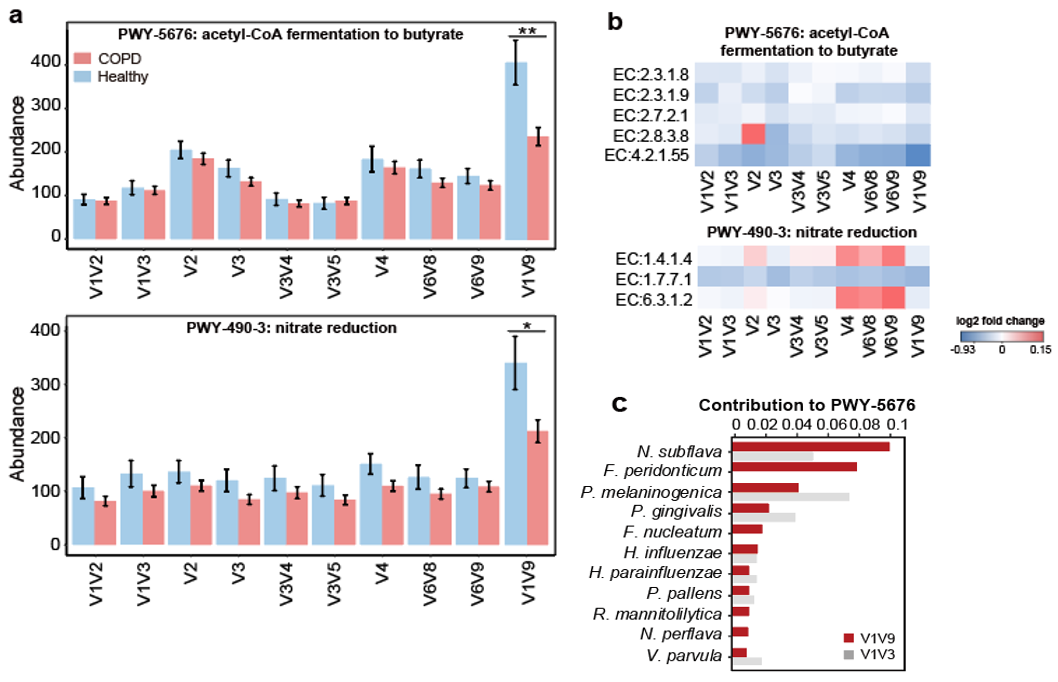 a
PWY-5676: acetyl-CoA fermentation to butyrate
**
COPD
Healthy
Abundance
400
300
200
100
0
V1V2 V1V3 V2 V3 V3V4 V3V5 V4 V6V8 V6V9 V1V9
PWY-490-3: nitrate reduction
*
Abundance
400
300
200
100
0
V1V2 V1V3 V2 V3 V3V4 V3V5 V4 V6V8 V6V9 V1V9
b
PWY-5676: acetyl-CoA
fermentation to butyrate
EC:2.3.1.8
EC:2.3.1.9
EC:2.7.2.1
EC:2.8.3.8
EC:4.2.1.55
V1V2 V1V3 V2 V3 V3V4 V3V5 V4 V6V8 V6V9 V1V9
PWY-490-3: nitrate reduction
EC:1.4.1.4
EC:1.7.7.1
EC:6.3.1.2
V1V2 V1V3 V2 V3 V3V4 V3V5 V4 V6V8 V6V9 V1V9
log2 fold change
-0.93 0 0.15
c
Contribution to PWY-5676
0 0.02 0.04 0.06 0.08 0.1
N. subflava
F. peridonticum
P. melaninogenica
P. gingivalis
F. nucleatum
H. influenzae
H. parainfluenzae
P. pallens
R. mannitolilytica
N. perflava
V. parvula
V1V9
V1V3